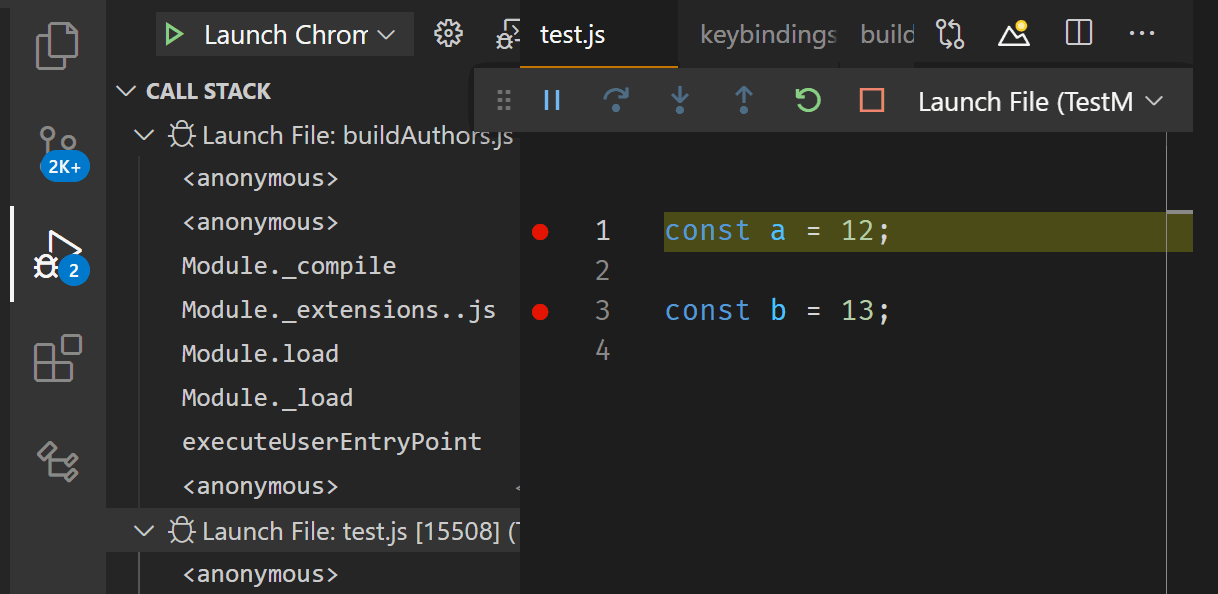 Launch Chrom
test.js
keybindings
build
CALL STACK
Launch File (TestM
Launch File: buildAuthors.js
<anonymous>
<anonymous>
Module._compile
Module._extensions..js
Module.load
Module._load
executeUserEntryPoint
<anonymous>
Launch File: test.js [15508] (
<anonymous>
2K+
2
1 const a = 12;
2
3 const b = 13;
4